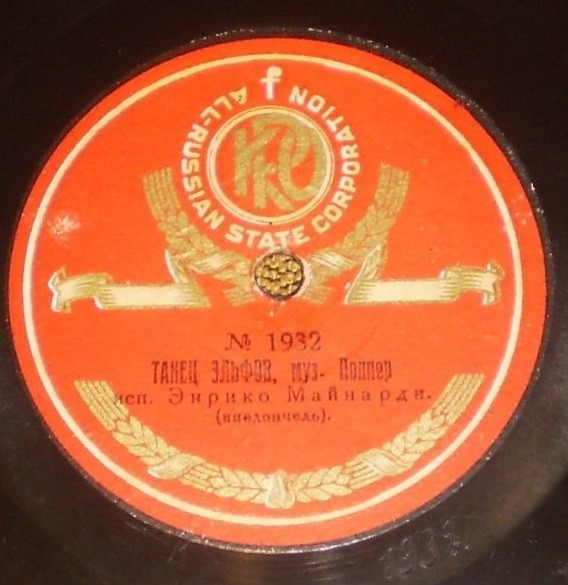 ALL-RUSSIAN STATE CORPORATION
№ 1932
ТАНЕЦ ЭЛЬФОВ, муз. Поппер
исп. Энрико Майнарди.
(виолончель).